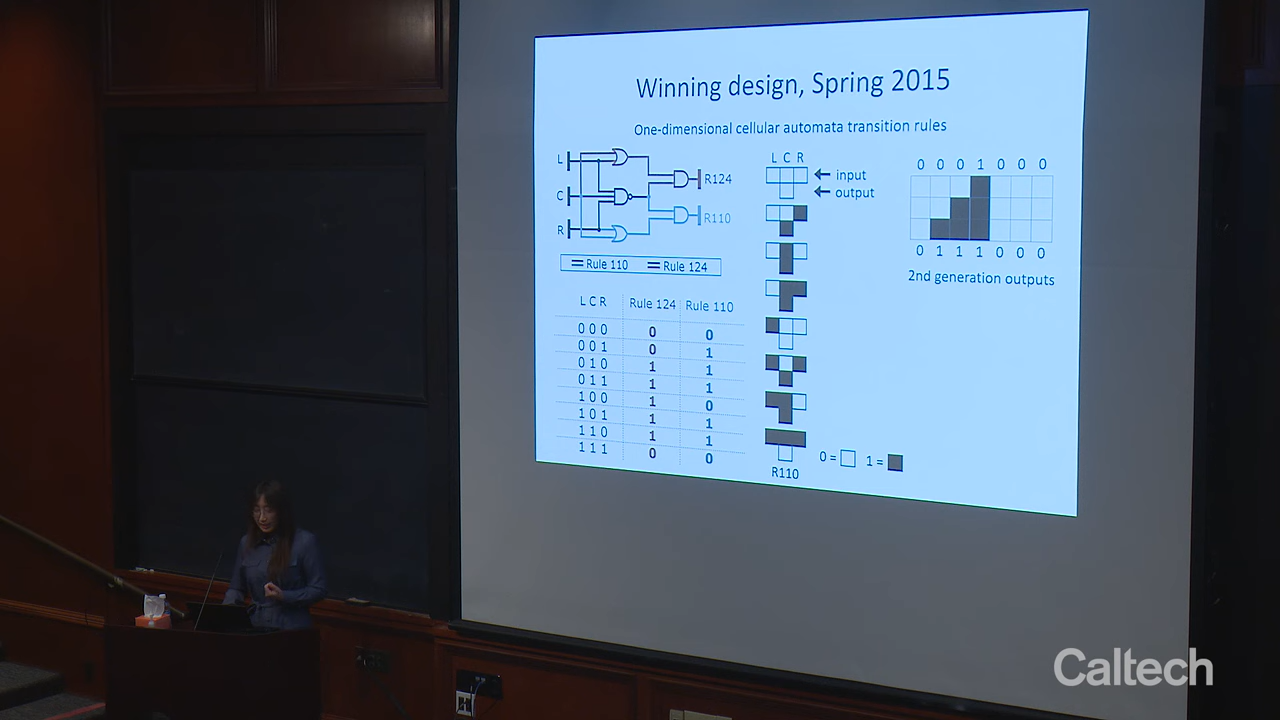 Winning design, Spring 2015
One-dimensional cellular automata transition rules
L
C
R
R124
R110
Rule 110 Rule 124
L C R Rule 124 Rule 110
0 0 0 0 0
0 0 1 0 1
0 1 0 1 1
0 1 1 1 1
1 0 0 1 0
1 0 1 1 1
1 1 0 1 1
1 1 1 0 0
L C R
input
output
R110
0 = 1 =
0 0 0 1 0 0 0
0 1 1 1 0 0 0
2nd generation outputs
Caltech